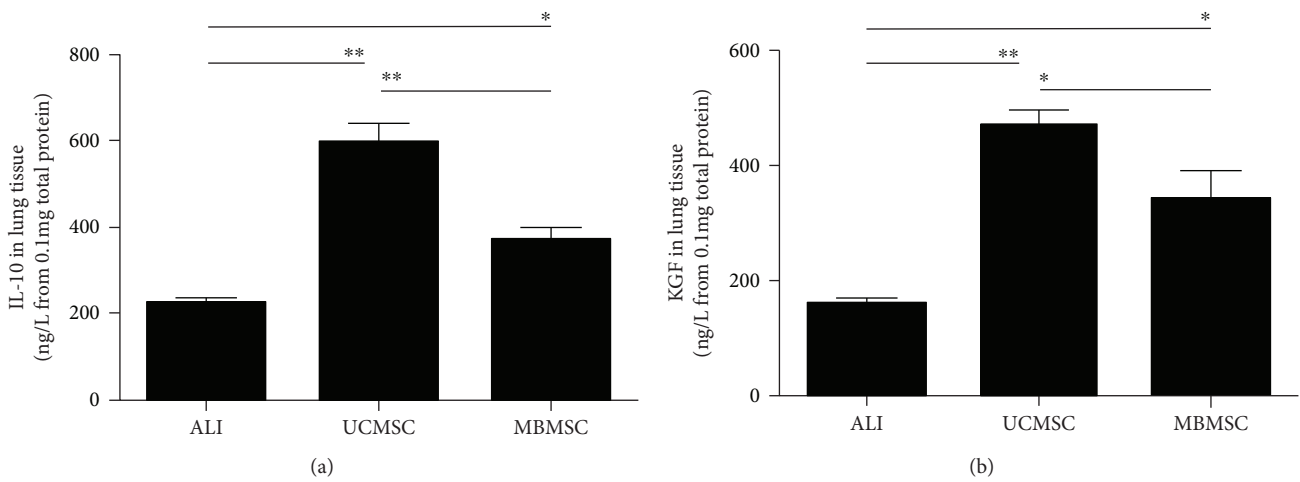 IL-10 in lung tissue
(ng/L from 0.1mg total protein)
800
600
400
200
0
*
**
**
ALI UCMSC MBMSC
(a)
KGF in lung tissue
(ng/L from 0.1mg total protein)
600
400
200
0
*
**
*
ALI UCMSC MBMSC
(b)